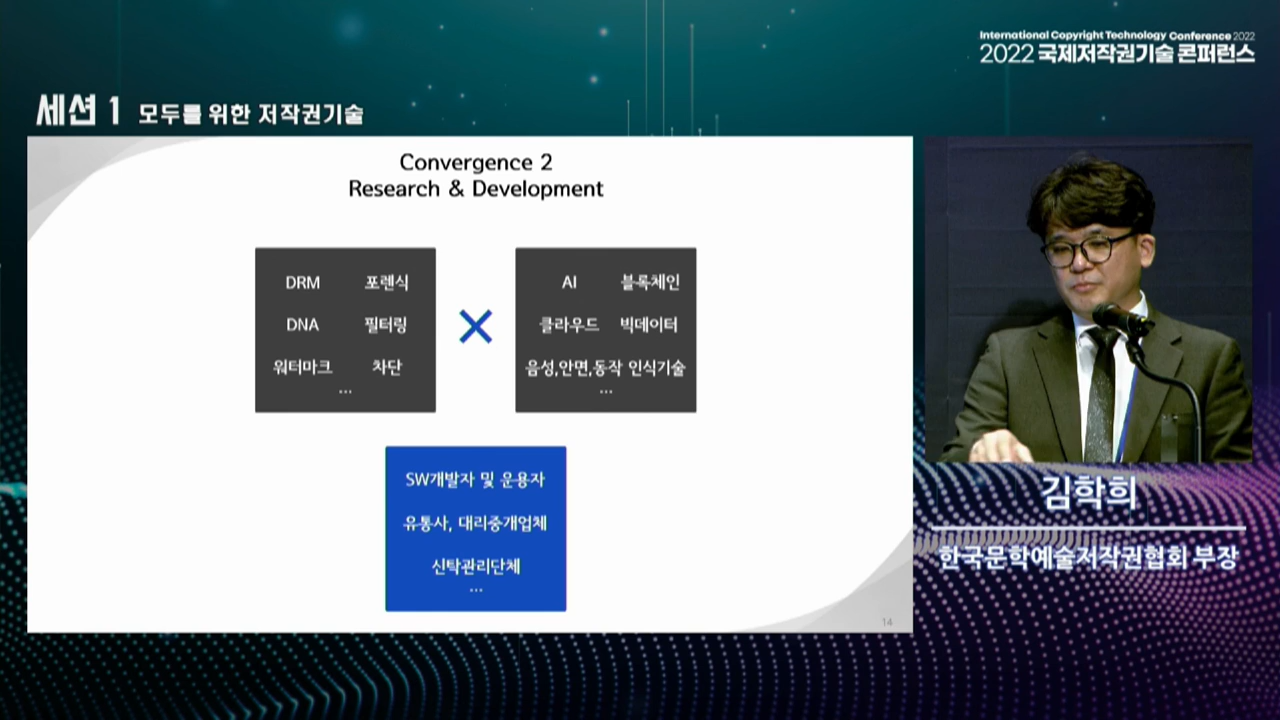 International Copyright Technology Conference 2022
2022 국제저작권기술 콘퍼런스
세션 1 모두를 위한 저작권기술
Convergence 2
Research & Development
DRM 포렌식
DNA 필터링
워터마크 차단
...
AI 블록체인
클라우드 빅데이터
음성,안면,동작 인식기술
...
SW개발자 및 운용자
유통사, 대리중개업체
신탁관리단체
...
14
김학희
한국문학예술저작권협회 부장